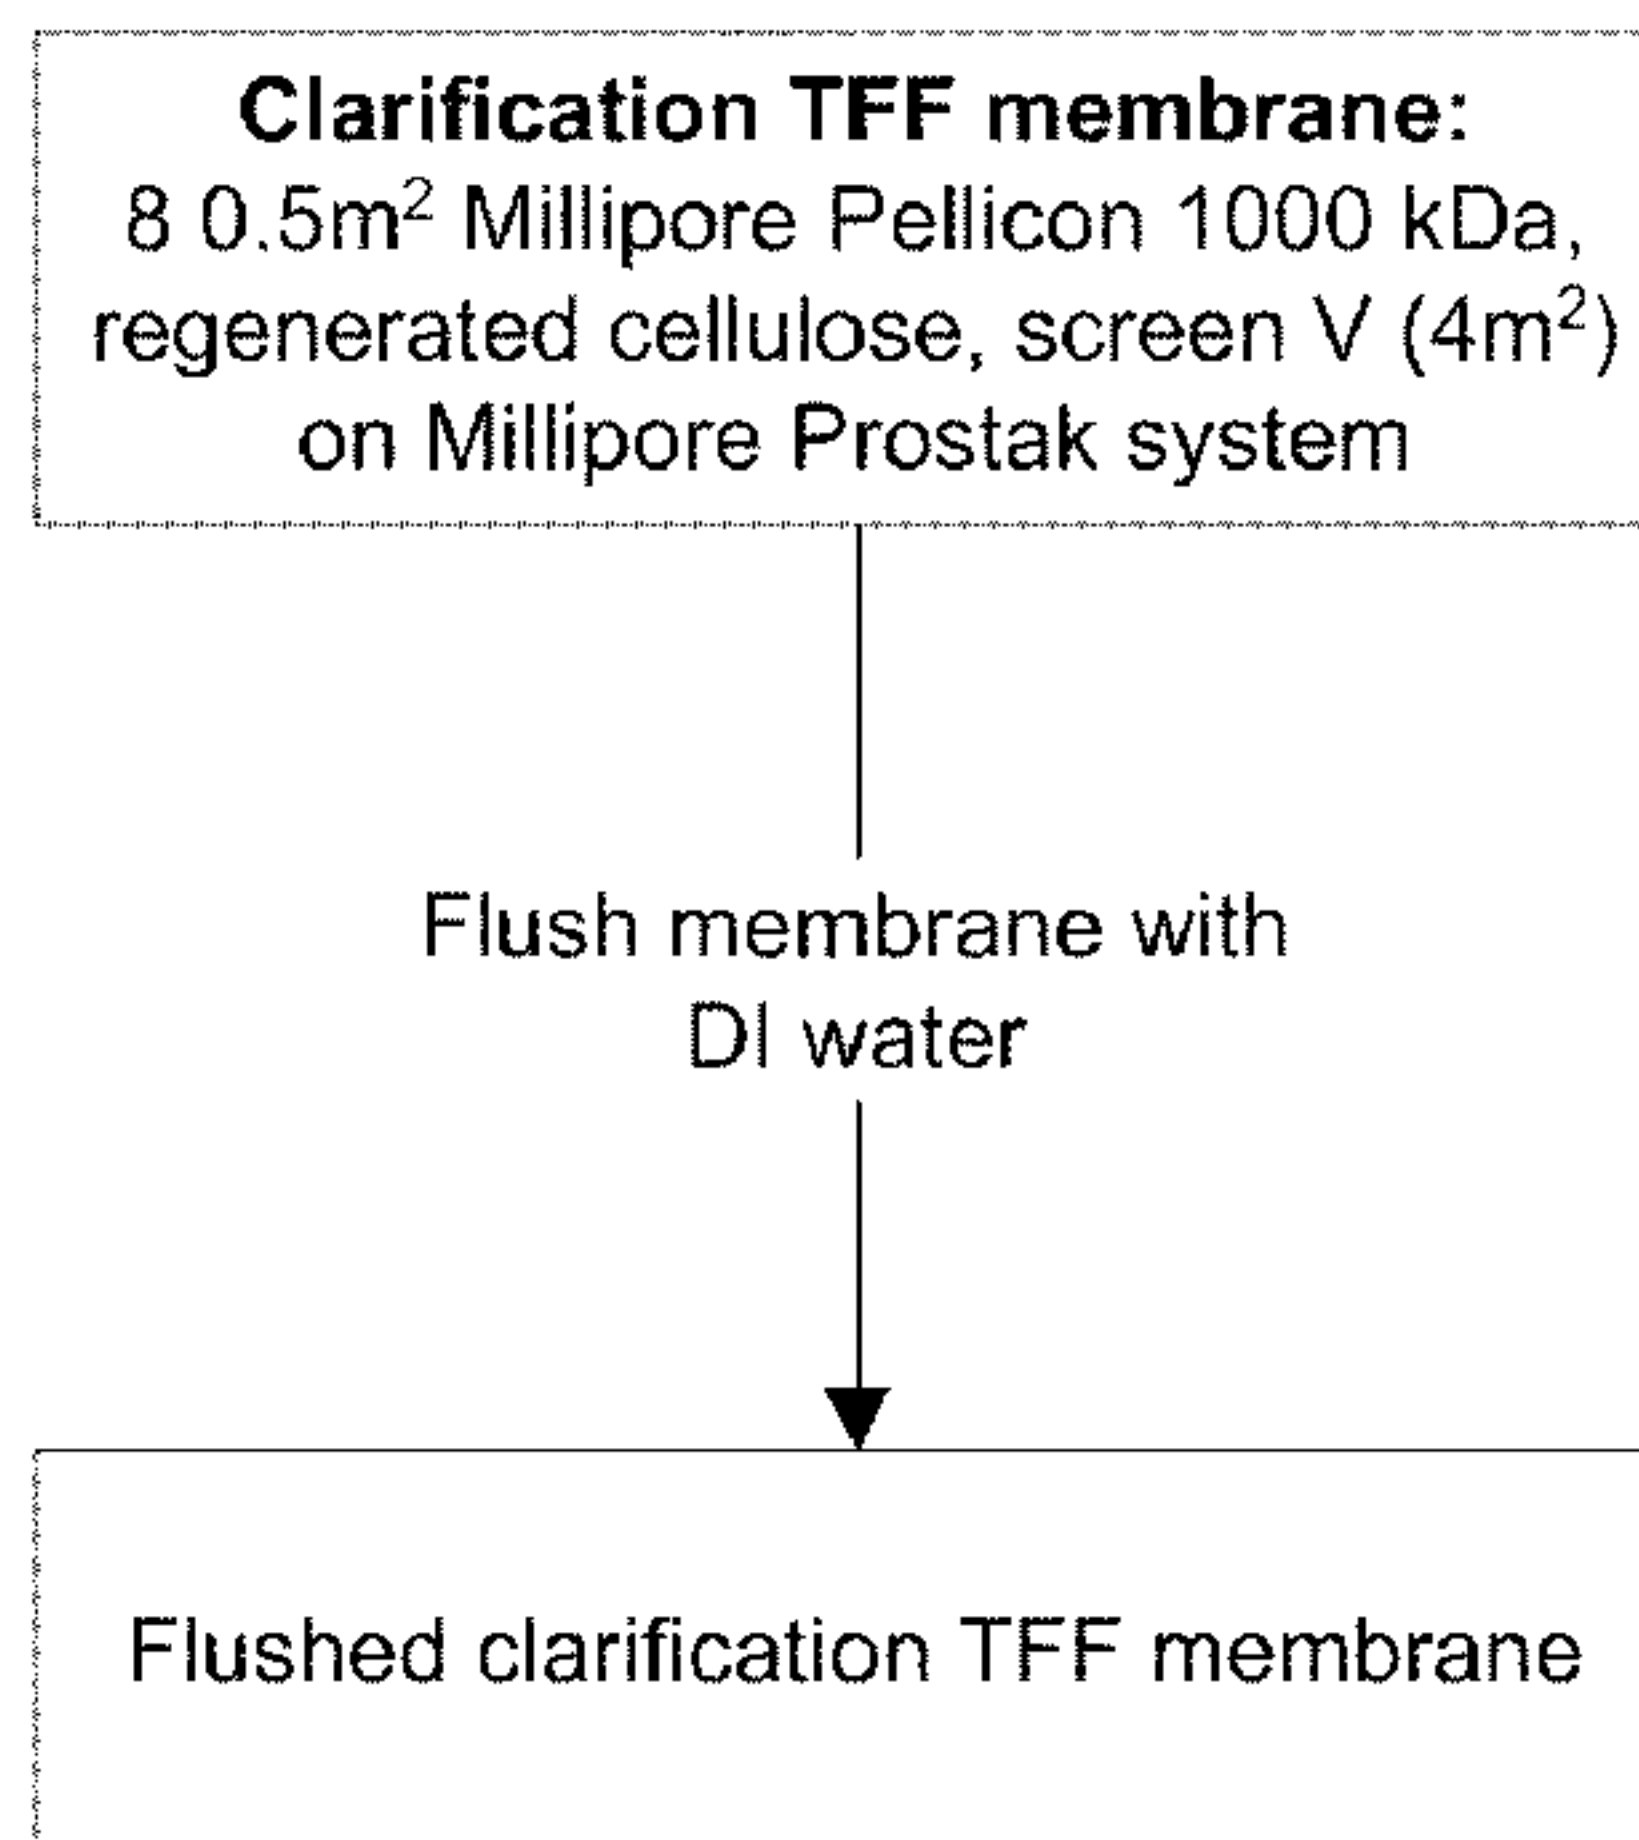 Clarification TFF membrane:
8 0.5m² Millipore Pellicon 1000 kDa,
regenerated cellulose, screen V (4m²)
on Millipore Prostak system
Flush membrane with
DI water
Flushed clarification TFF membrane